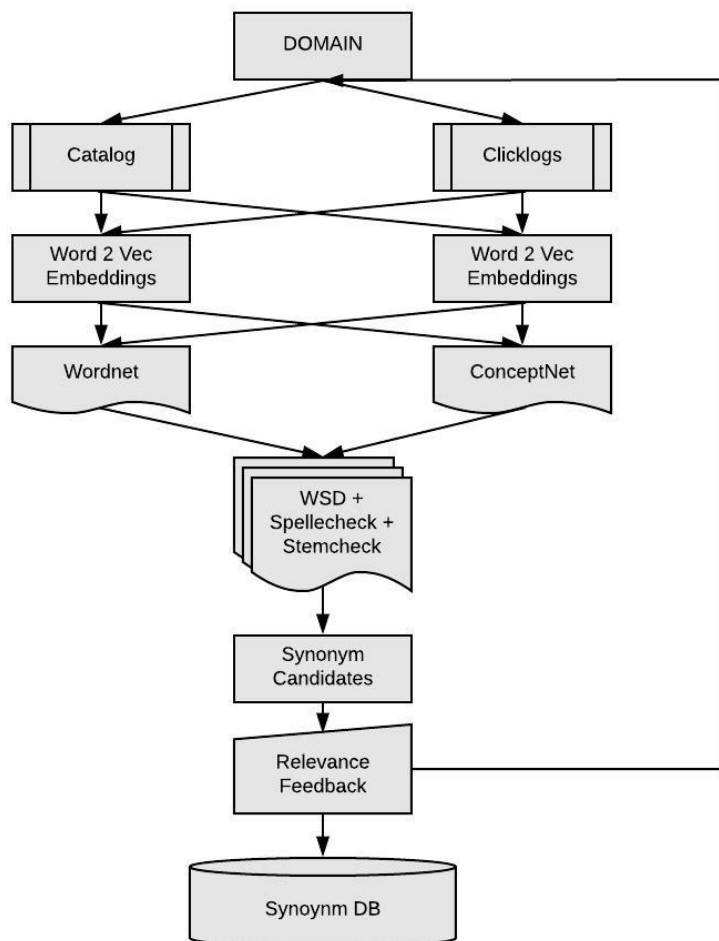 DOMAIN
Catalog
Clicklogs
Word 2 Vec
Embeddings
Word 2 Vec
Embeddings
Wordnet
ConceptNet
WSD +
Spellecheck +
Stemcheck
Synonym
Candidates
Relevance
Feedback
Synoynm DB